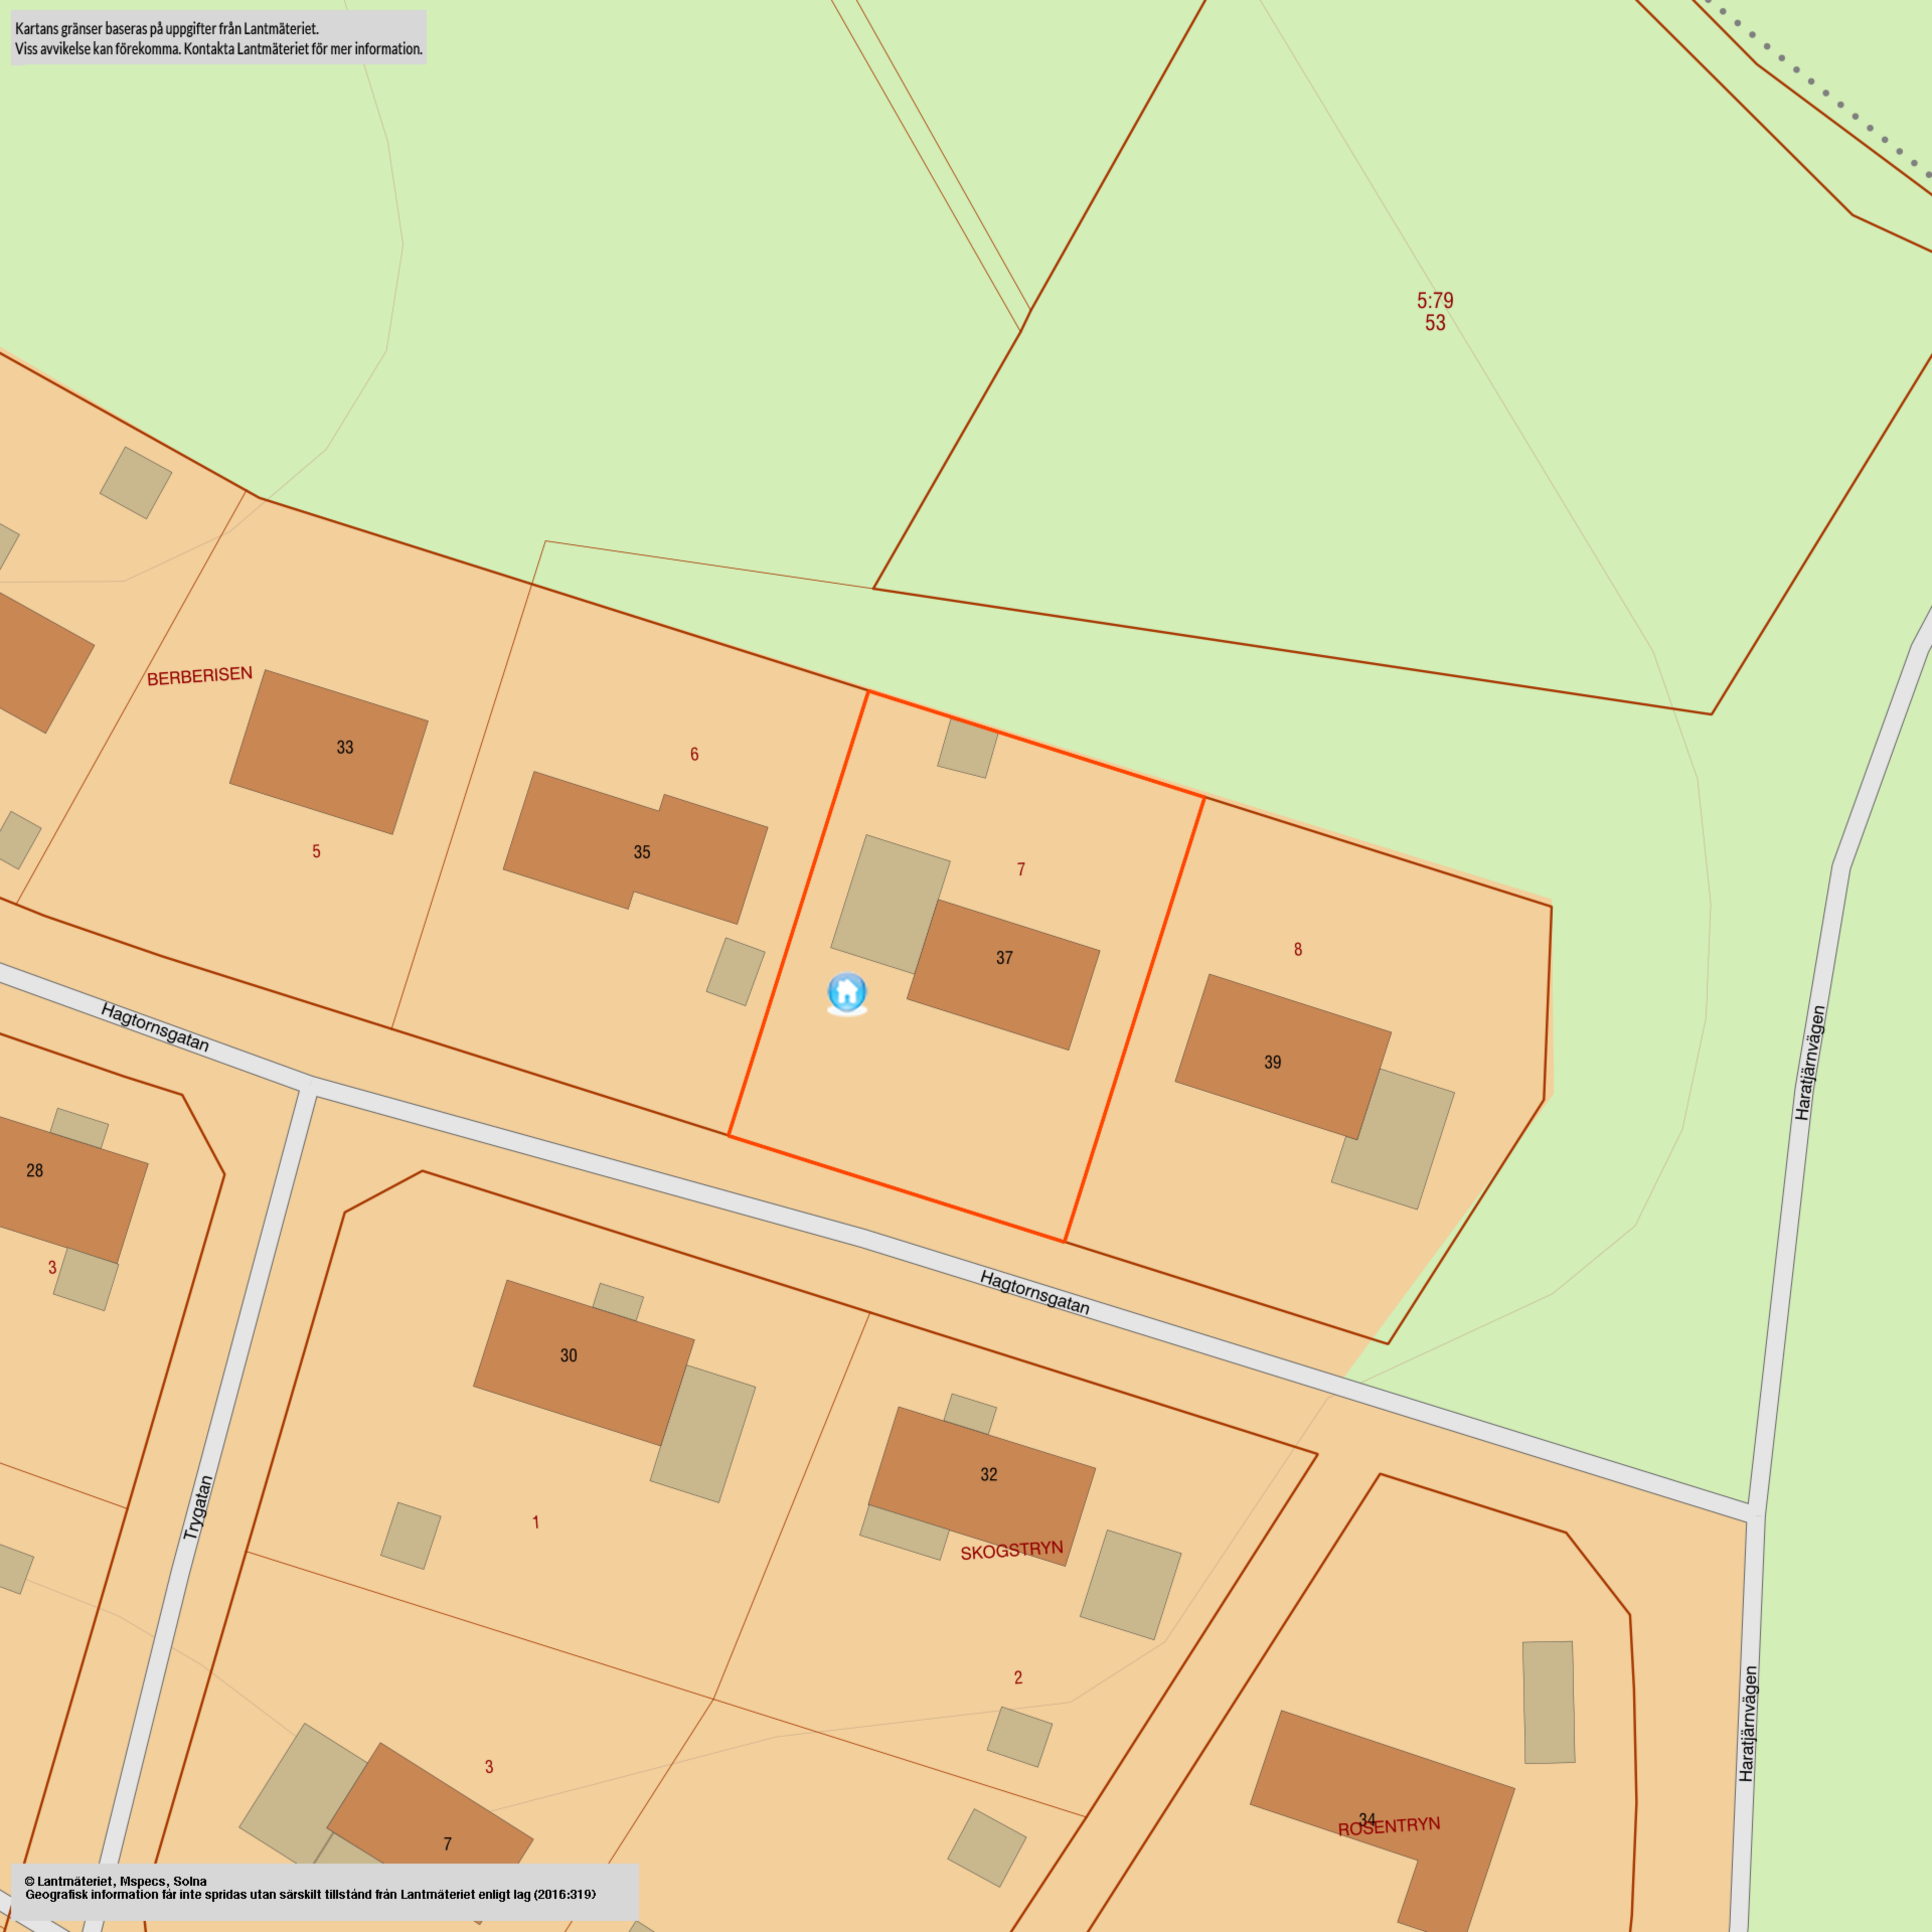 Kartans gränser baseras på uppgifter från Lantmäteriet.
Viss avvikelse kan förekomma. Kontakta Lantmäteriet för mer information.
5:79
53
BERBERISEN
33
5
6
35
7
37
8
39
Hagtornsgatan
Haratjärnvägen
28
3
Hagtornsgatan
30
32
1
SKOGSTRYN
Trygatan
2
Haratjärnvägen
3
7
34
ROSENTRYN
© Lantmäteriet, Mspecs, Solna
Geografisk information får inte spridas utan särskilt tillstånd från Lantmäteriet enligt lag (2016:319)